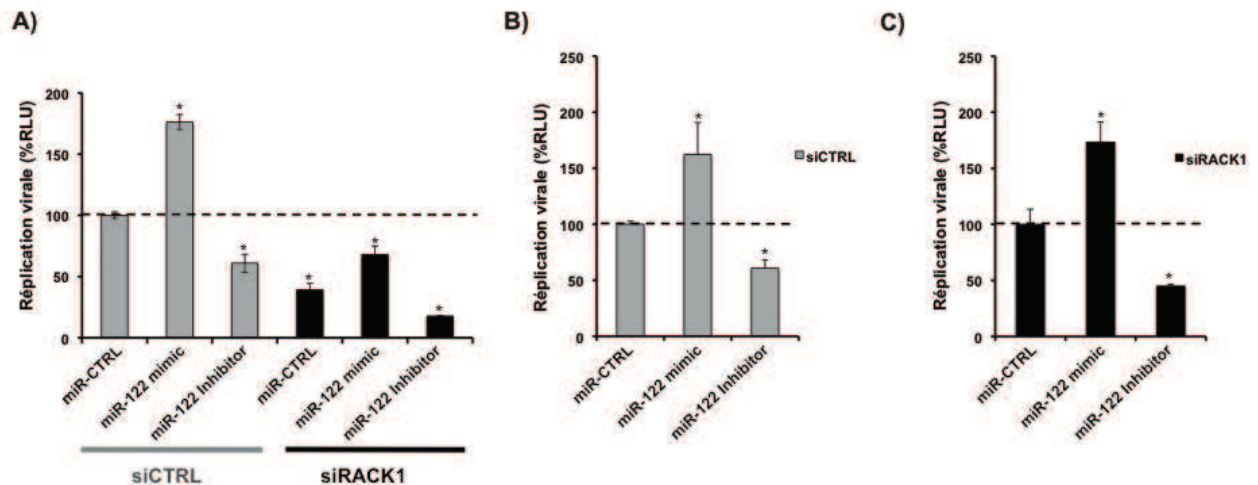 A)
Réplication virale (%RLU)
200
150
100
50
0
*
*
*
*
*
miR-CTRL
miR-122 mimic
miR-122 Inhibitor
miR-CTRL
miR-122 mimic
miR-122 Inhibitor
siCTRL
siRACK1
B)
Réplication virale (%RLU)
250
200
150
100
50
0
*
*
miR-CTRL
miR-122 mimic
miR-122 Inhibitor
siCTRL
C)
Réplication virale (%RLU)
250
200
150
100
50
0
*
*
miR-CTRL
miR-122 mimic
miR-122 Inhibitor
siRACK1